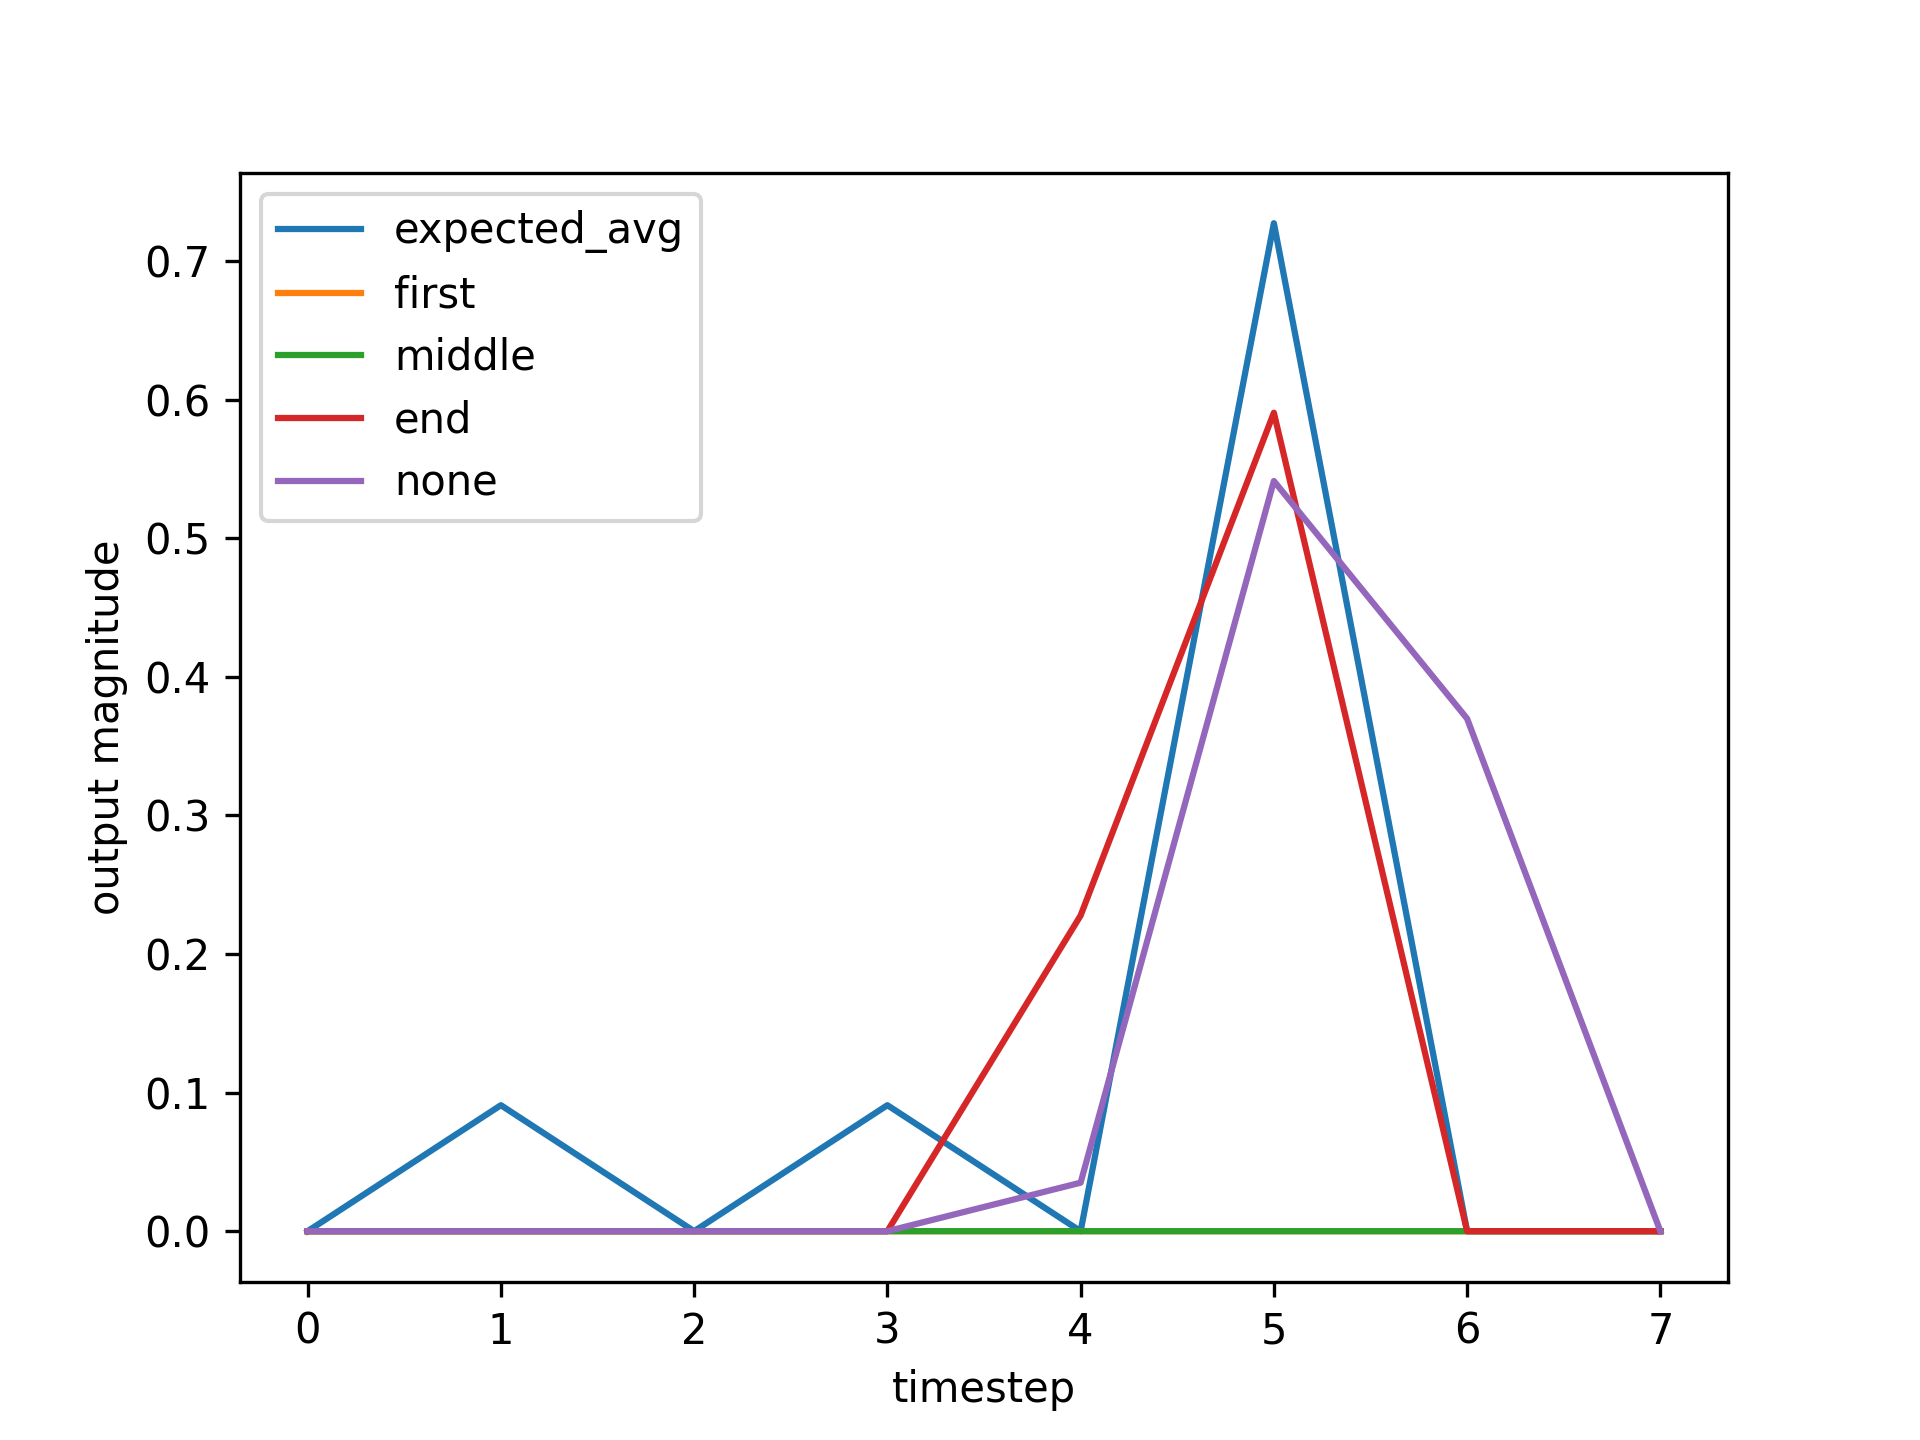 expected_avg
first
middle
end
none
0.7
0.6
0.5
0.4
0.3
0.2
0.1
0.0
output magnitude
0 1 2 3 4 5 6 7
timestep